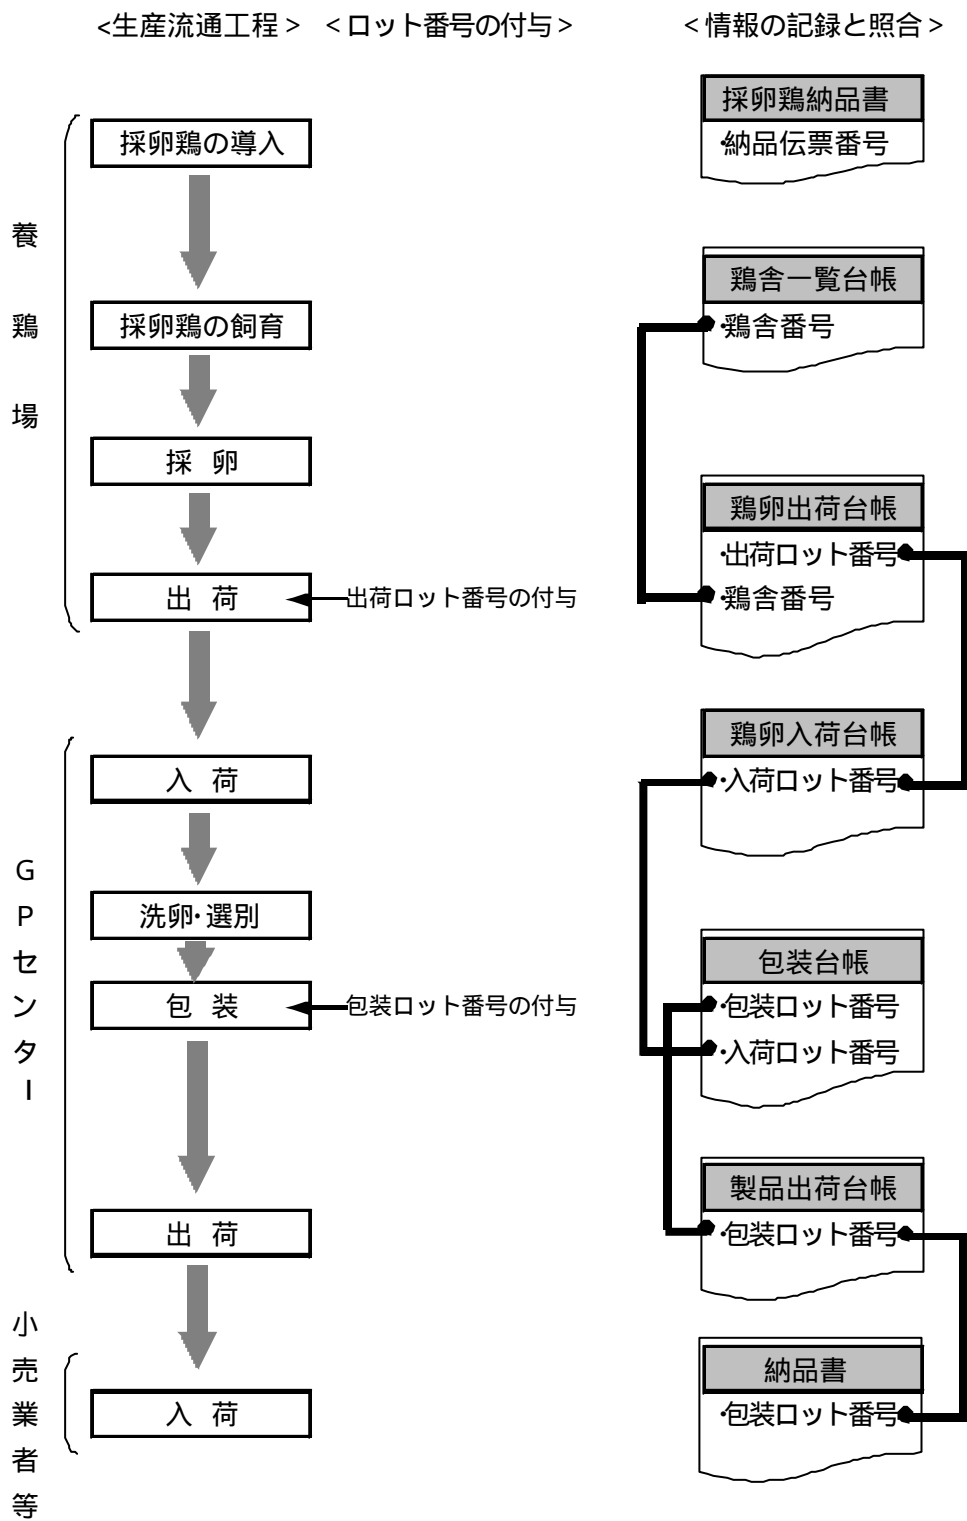 <生産流通工程>
<ロット番号の付与>
<情報の記録と照合>
養鶏場
採卵鶏の導入
採卵鶏の飼育
採 卵
出 荷
出荷ロット番号の付与
GPセンター
入 荷
洗卵・選別
包 装
包装ロット番号の付与
出 荷
小売業者等
入 荷
採卵鶏納品書
・納品伝票番号
鶏舎一覧台帳
・鶏舎番号
鶏卵出荷台帳
・出荷ロット番号
・鶏舎番号
鶏卵入荷台帳
・入荷ロット番号
包装台帳
・包装ロット番号
・入荷ロット番号
製品出荷台帳
・包装ロット番号
納品書
・包装ロット番号